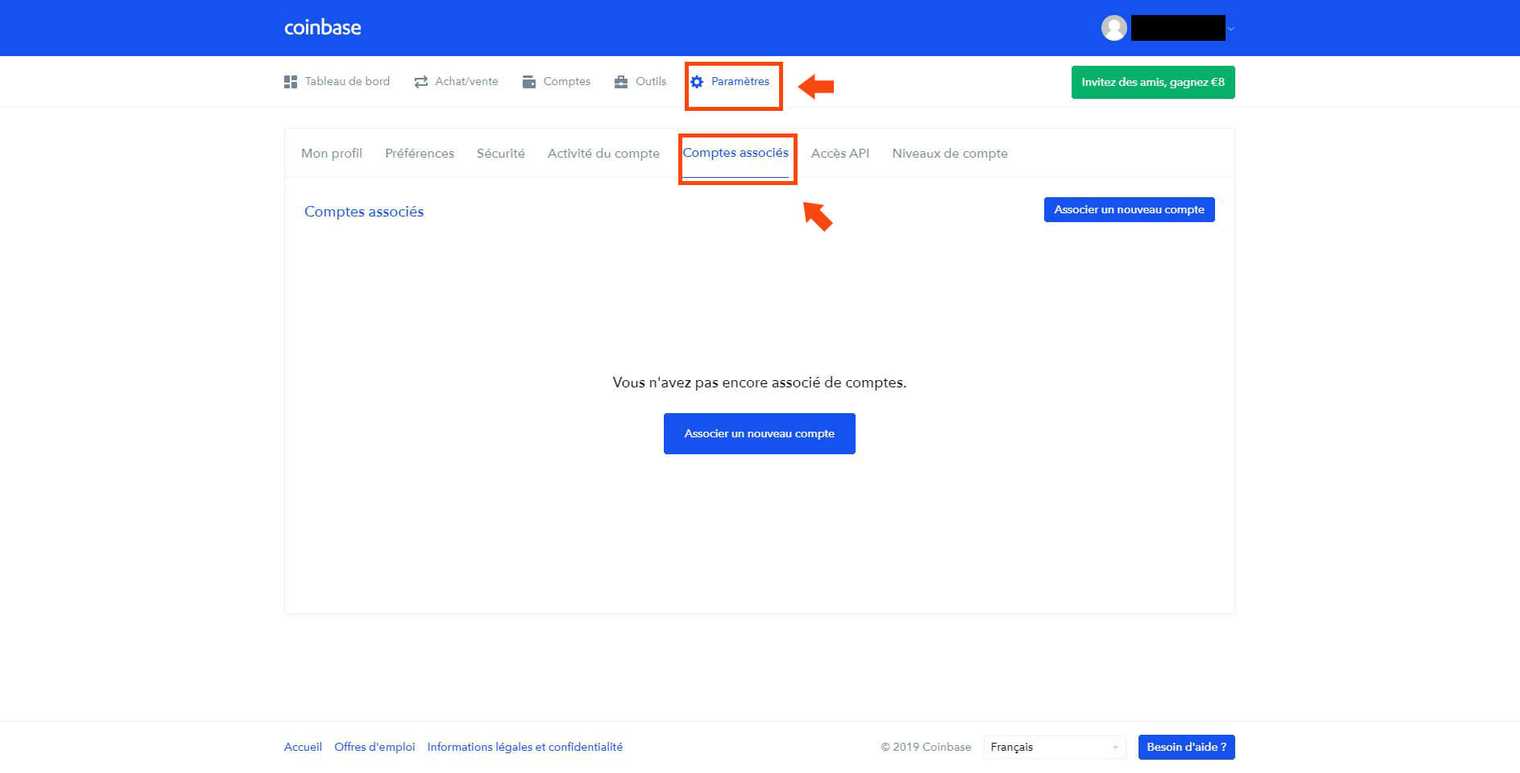 coinbase
Tableau de bord Achat/vente Comptes Outils Paramètres Invitez des amis, gagnez €8
Mon profil Préférences Sécurité Activité du compte Comptes associés Accès API Niveaux de compte
Comptes associés Associer un nouveau compte
Vous n'avez pas encore associé de comptes.
Associer un nouveau compte
Accueil Offres d'emploi Informations légales et confidentialité © 2019 Coinbase Français Besoin d'aide ?